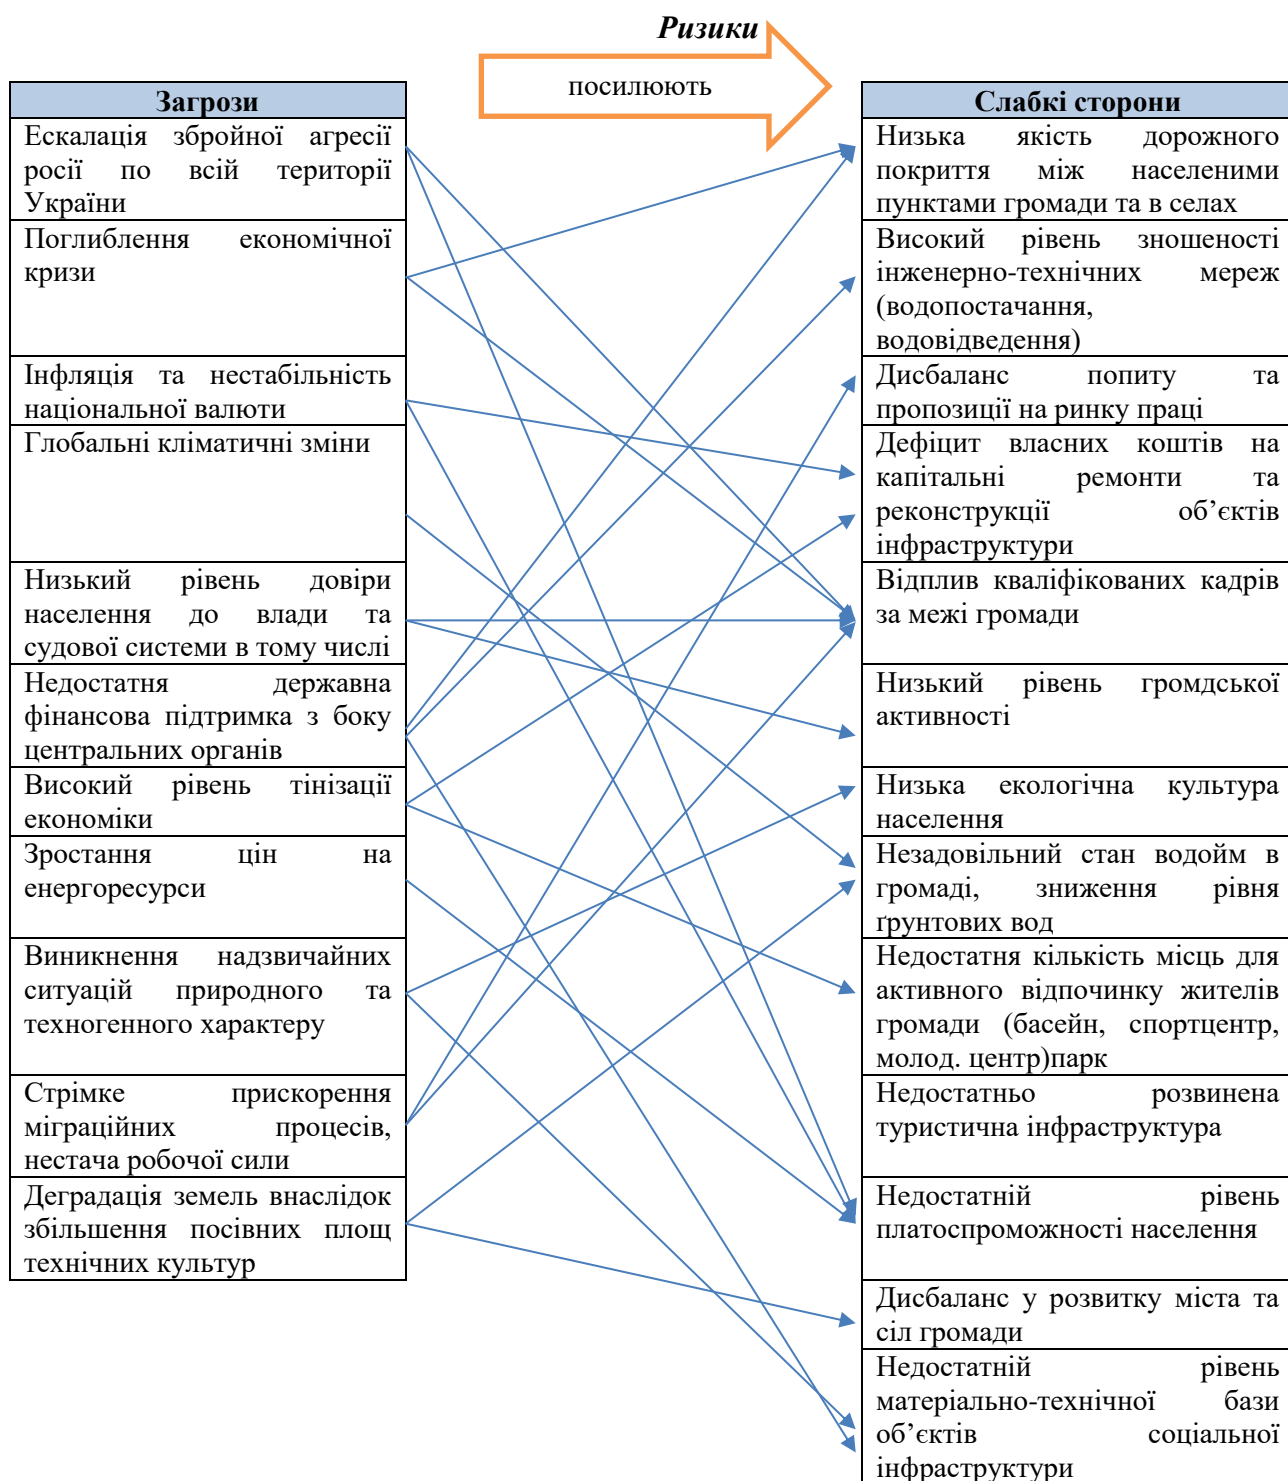 Ризики
посилюють
Загрози
Ескалація збройної агресії
росії по всій території
України
Поглиблення економічної
кризи
Інфляція та нестабільність
національної валюти
Глобальні кліматичні зміни
Низький рівень довіри
населення до влади та
судової системи в тому числі
Недостатня державна
фінансова підтримка з боку
центральних органів
Високий рівень тінізації
економіки
Зростання цін на
енергоресурси
Виникнення надзвичайних
ситуацій природного та
техногенного характеру
Стрімке прискорення
міграційних процесів,
нестача робочої сили
Деградація земель внаслідок
збільшення посівних площ
технічних культур
Слабкі сторони
Низька якість дорожного
покриття між населеними
пунктами громади та в селах
Високий рівень зношеності
інженерно-технічних мереж
(водопостачання,
водовідведення)
Дисбаланс попиту та
пропозиції на ринку праці
Дефіцит власних коштів на
капітальні ремонти та
реконструкції об’єктів
інфраструктури
Відплив кваліфікованих кадрів
за межі громади
Низький рівень громдської
активності
Низька екологічна культура
населення
Незадовільний стан водойм в
громаді, зниження рівня
ґрунтових вод
Недостатня кількість місць для
активного відпочинку жителів
громади (басейн, спортцентр,
молод. центр)парк
Недостатньо розвинена
туристична інфраструктура
Недостатній рівень
платоспроможності населення
Дисбаланс у розвитку міста та
сіл громади
Недостатній рівень
матеріально-технічної бази
об’єктів соціальної
інфраструктури